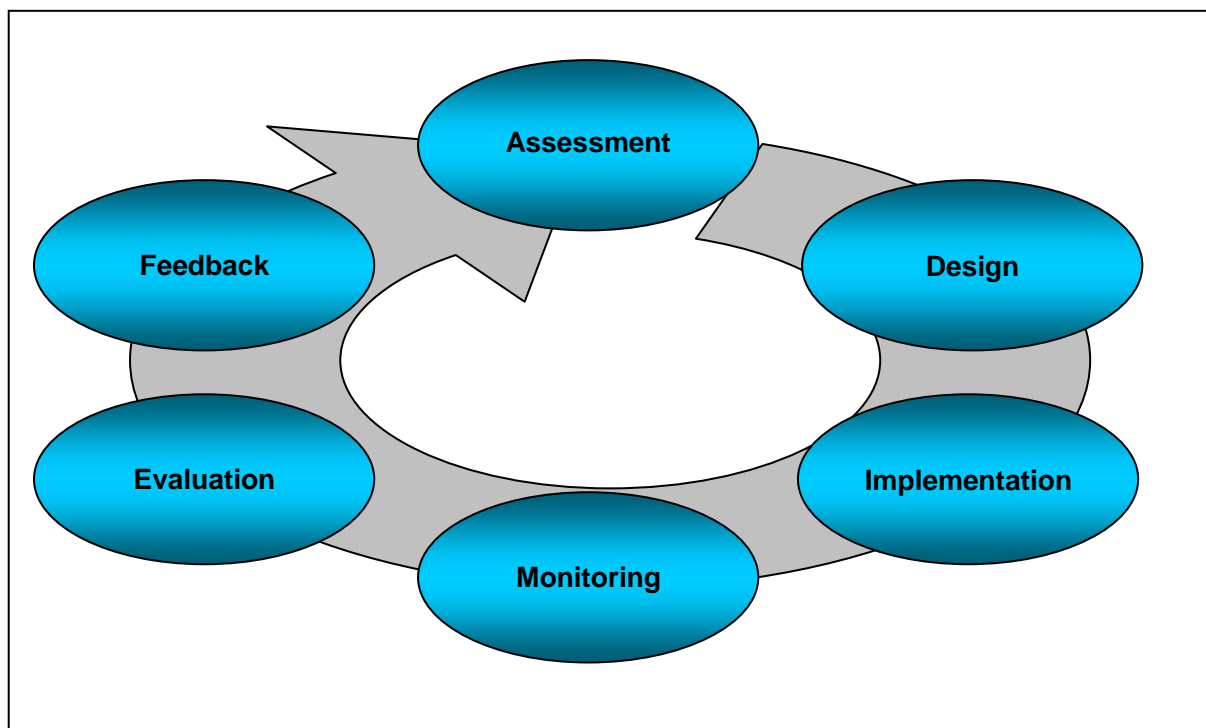 Assessment
Design
Implementation
Monitoring
Evaluation
Feedback